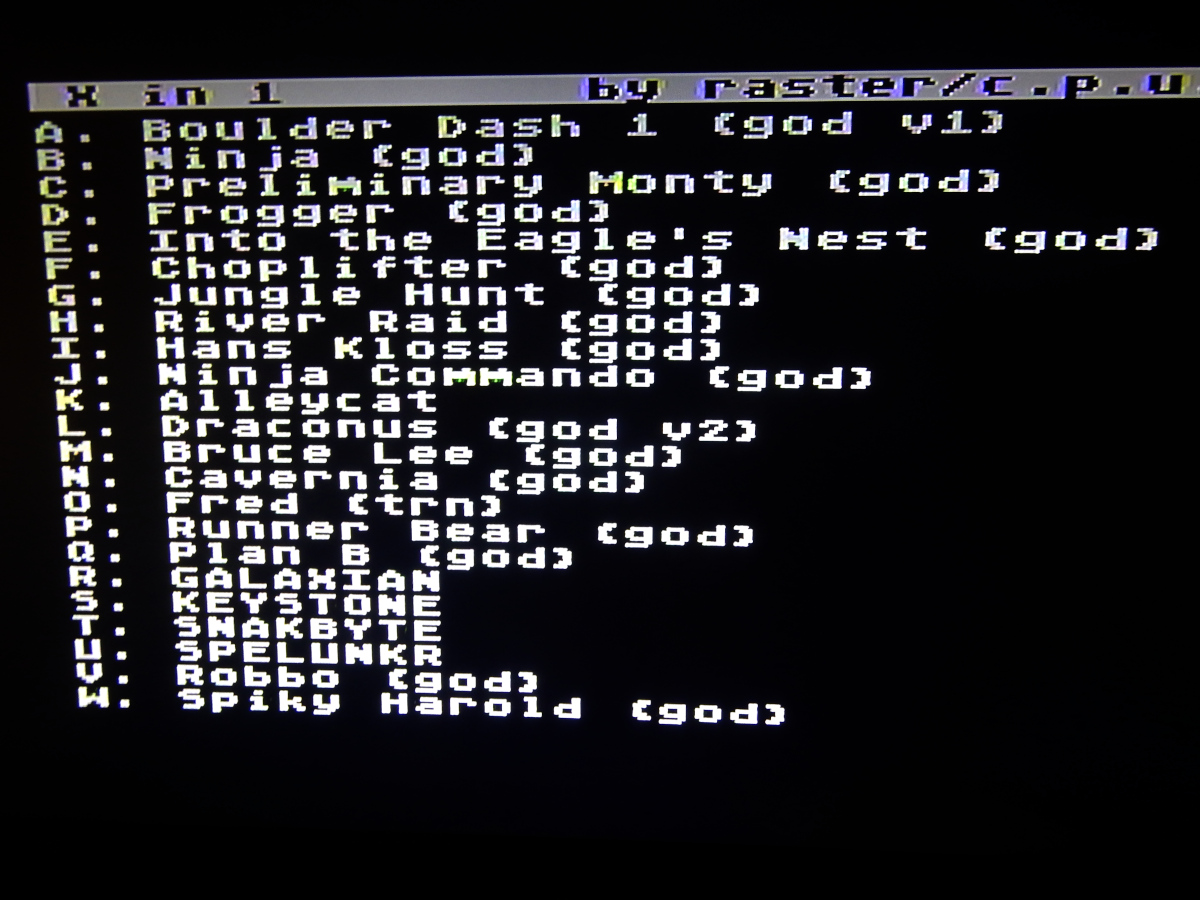 X in 1 by raster/c.p.u.
A. Boulder Dash 1 (god v1)
B. Ninja (god)
C. Preliminary Monty (god)
D. Frogger (god)
E. Into the Eagle's Nest (god)
F. Choplifter (god)
G. Jungle Hunt (god)
H. River Raid (god)
I. Hans Kloss (god)
J. Ninja Commando (god)
K. Alleycat
L. Draconus (god v2)
M. Bruce Lee (god)
N. Cavernia (god)
O. Fred (trn)
P. Runner Bear (god)
Q. Plan B (god)
R. GALAXIAN
S. KEYSTONE
T. SNAKBYTE
U. SPELUNKR
V. Robbo (god)
W. Spiky Harold (god)